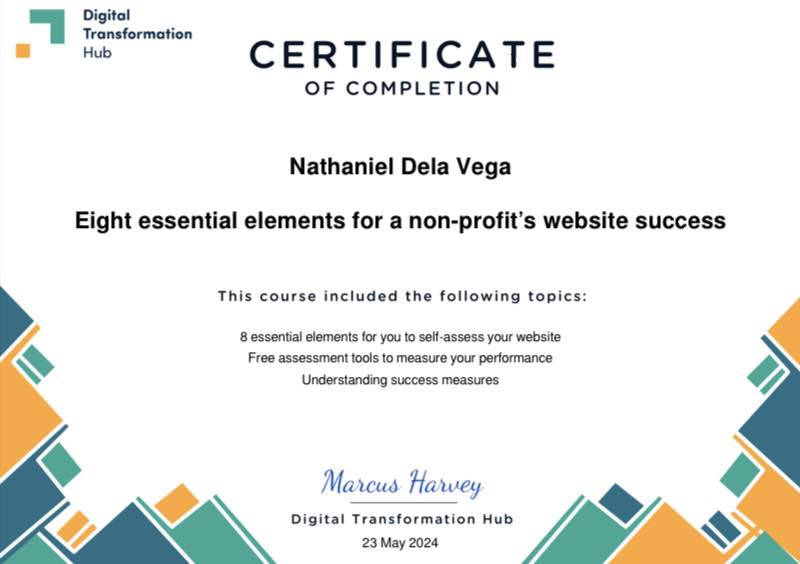 Digital
Transformation
Hub
CERTIFICATE
OF COMPLETION
Nathaniel Dela Vega
Eight essential elements for a non-profit’s website success
This course included the following topics:
8 essential elements for you to self-assess your website
Free assessment tools to measure your performance
Understanding success measures
Marcus Harvey
Digital Transformation Hub
23 May 2024